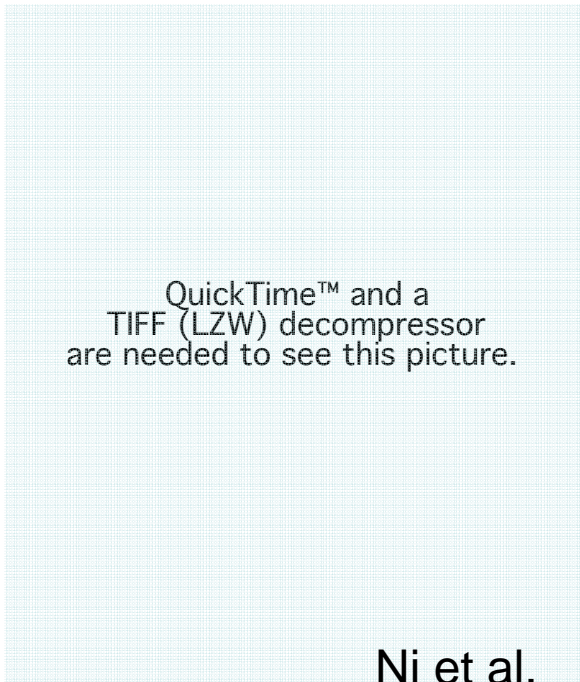 QuickTime™ and a
TIFF (LZW) decompressor
are needed to see this picture.
Ni et al.